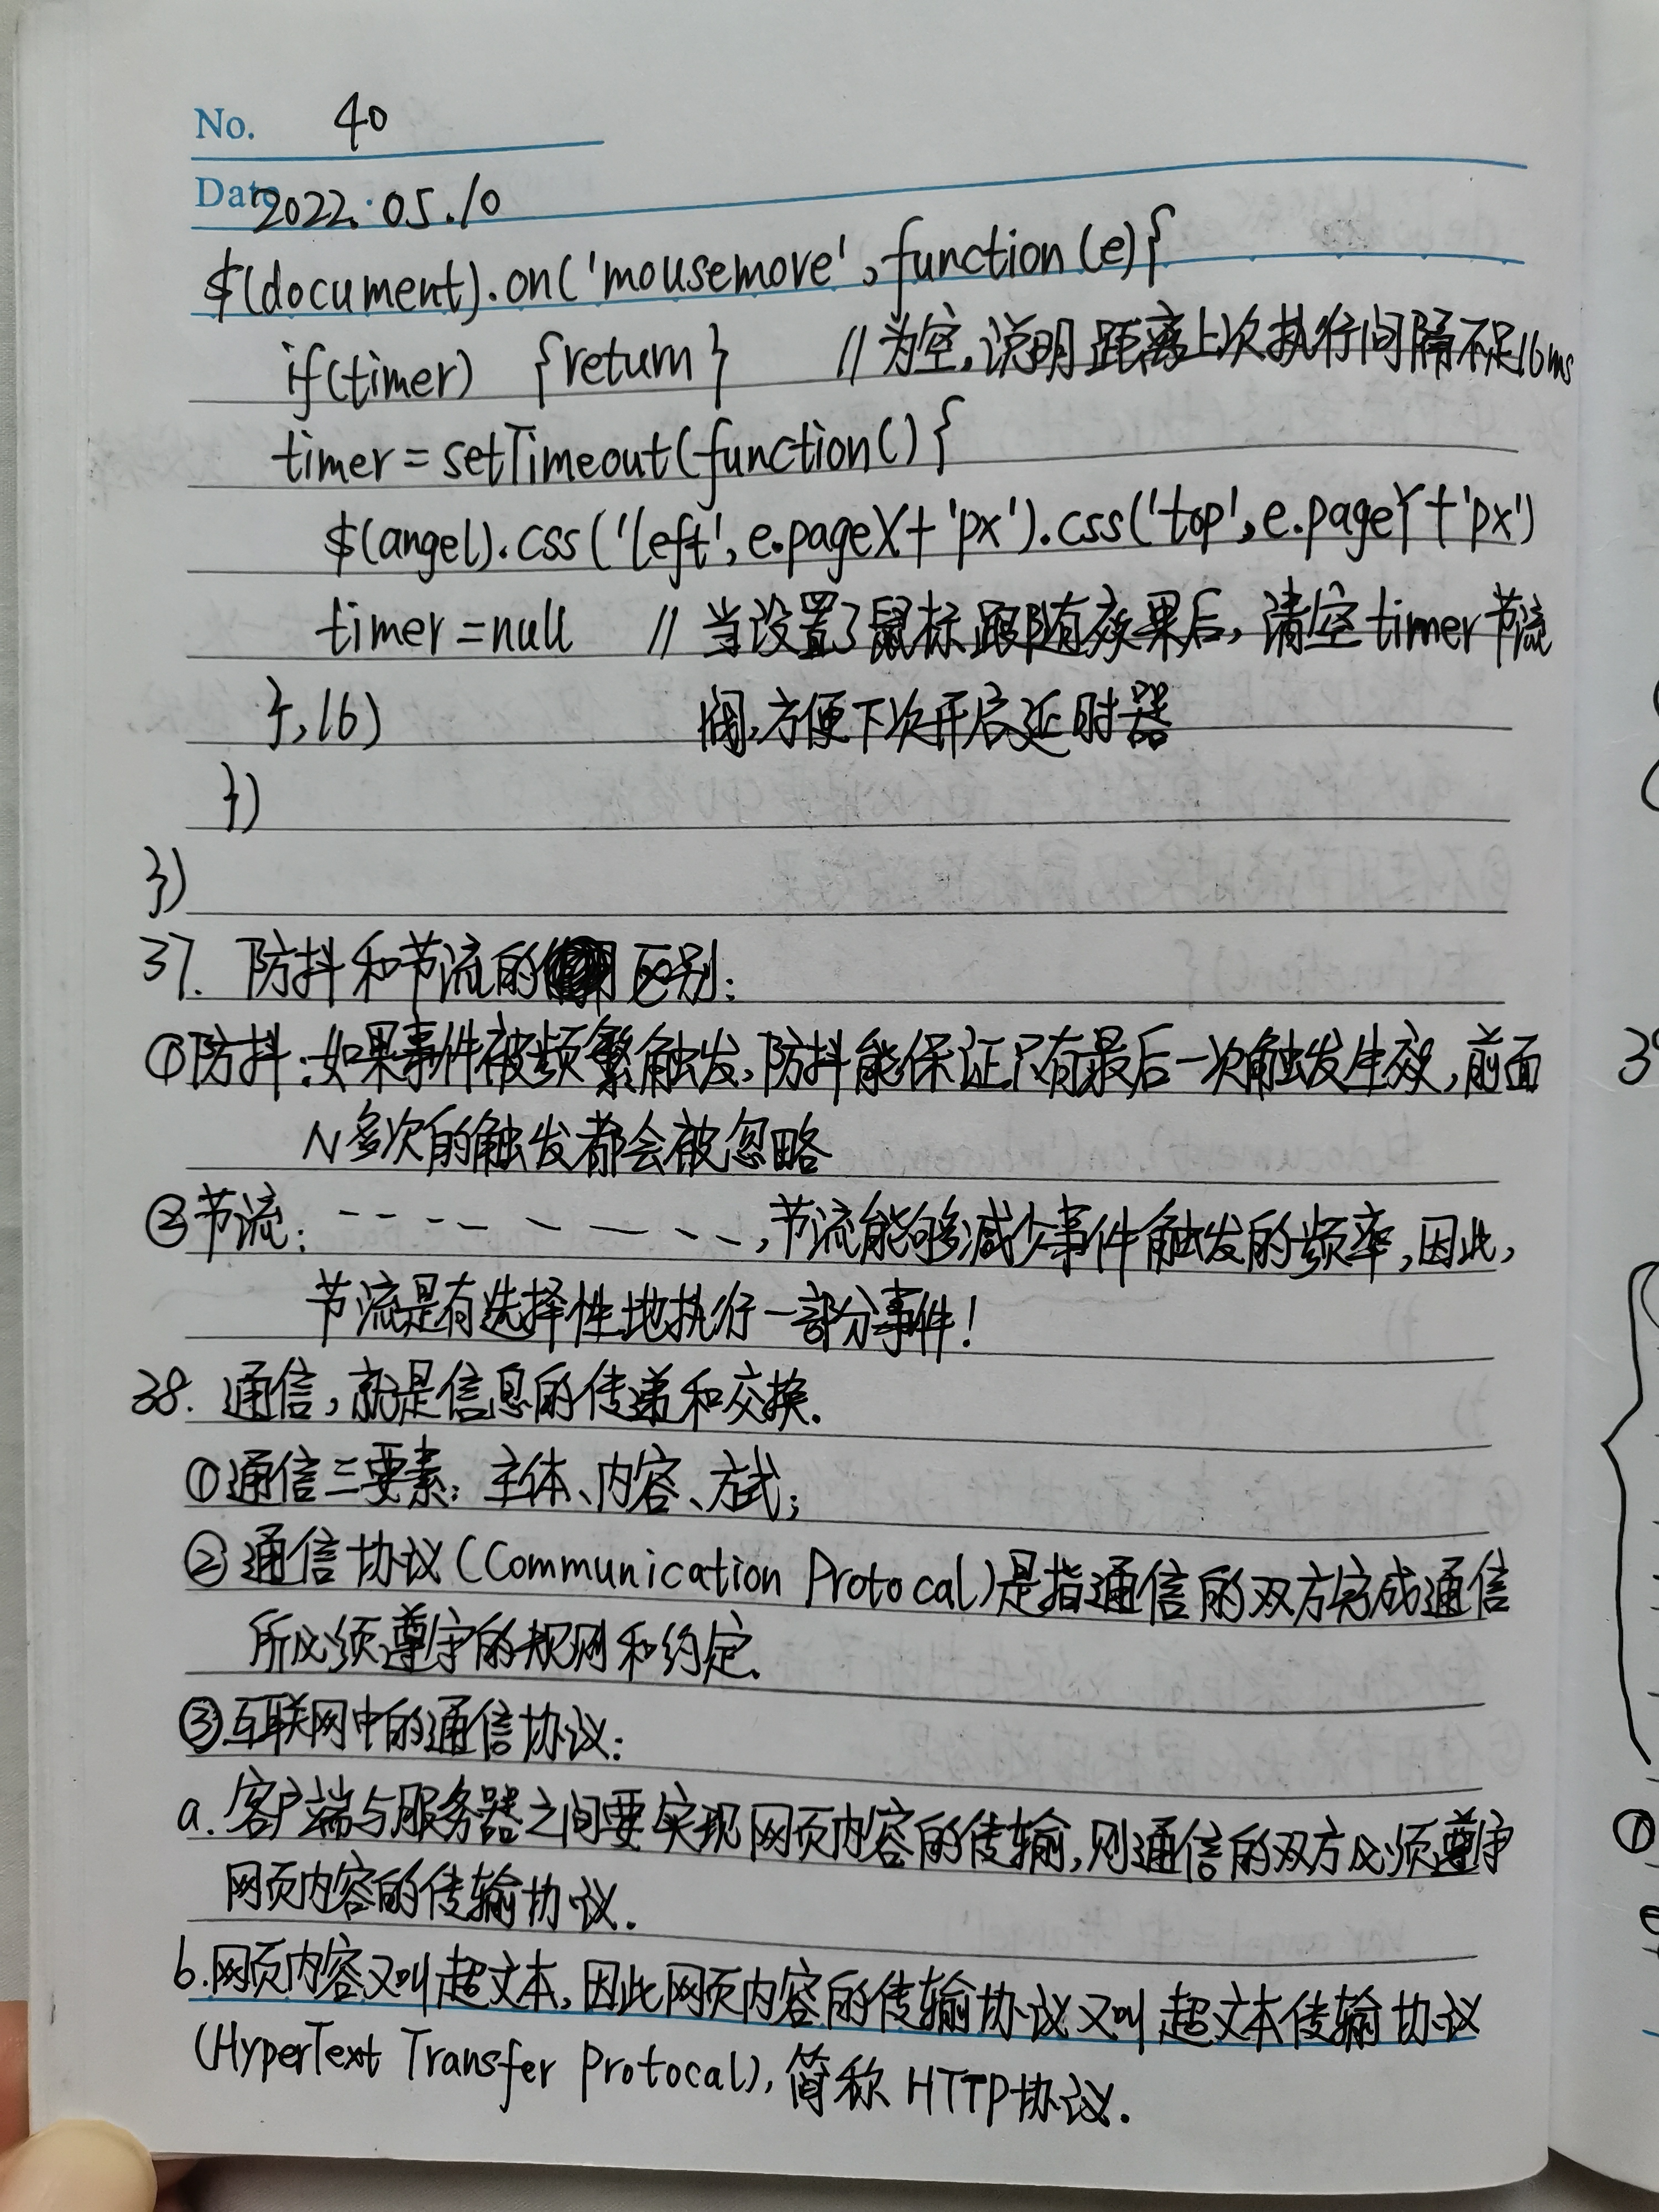 No. 40
Date 2022.05.10
$(document).on('mousemove',function(e){
if(timer) {return} //为空,说明距离上次执行间隔不足16ms
timer=setTimeout(function(){
$(angel).css('left',e.pageX+'px').css('top',e.pageY+'px')
timer=null //当设置了鼠标跟随效果后,清空timer节流
},16) 阀,方便下次开启延时器
})
})
37. 防抖和节流的区别:
①防抖:如果事件被频繁触发,防抖能保证只有最后一次触发生效,前面
N多次的触发都会被忽略
②节流: - - - - - - - - -,节流能够减少事件触发的频率,因此,
节流是有选择性地执行一部分事件!
38. 通信,就是信息的传递和交换.
①通信三要素: 主体、内容、方式;
②通信协议(Communication Protocal)是指通信的双方完成通信
所必须遵守的规则和约定.
③互联网中的通信协议:
a. 客户端与服务器之间要实现网页内容的传输,则通信的双方必须遵守
网页内容的传输协议.
b.网页内容又叫超文本,因此网页内容的传输协议又叫超文本传输协议
(HyperText Transfer Protocal),简称HTTP协议.